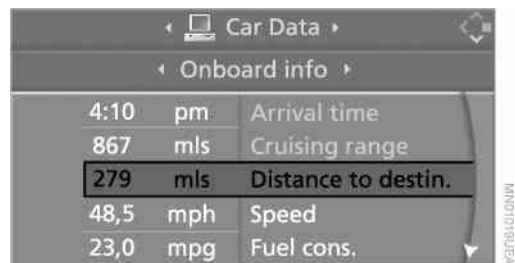 Car Data
Onboard info
4:10 pm Arrival time
867 mls Cruising range
279 mls Distance to destin.
48,5 mph Speed
23,0 mpg Fuel cons.
MN01019UEA